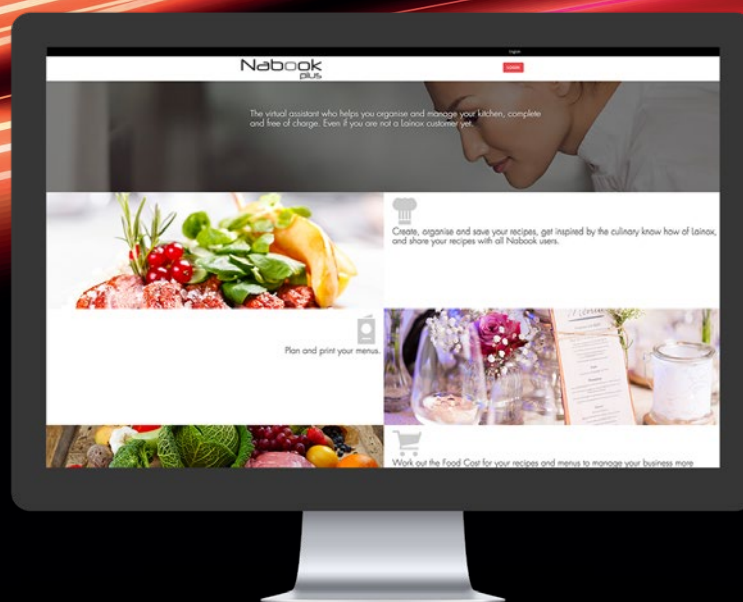 English
Nabook
plus
LOGIN
The virtual assistant who helps you organise and manage your kitchen, complete
and free of charge. Even if you are not a Lainox customer yet.
Create, organise and save your recipes, get inspired by the culinary know how of Lainox,
and share your recipes with all Nabook users.
Plan and print your menus.
Menu
Work out the Food Cost for your recipes and menus to manage your business more